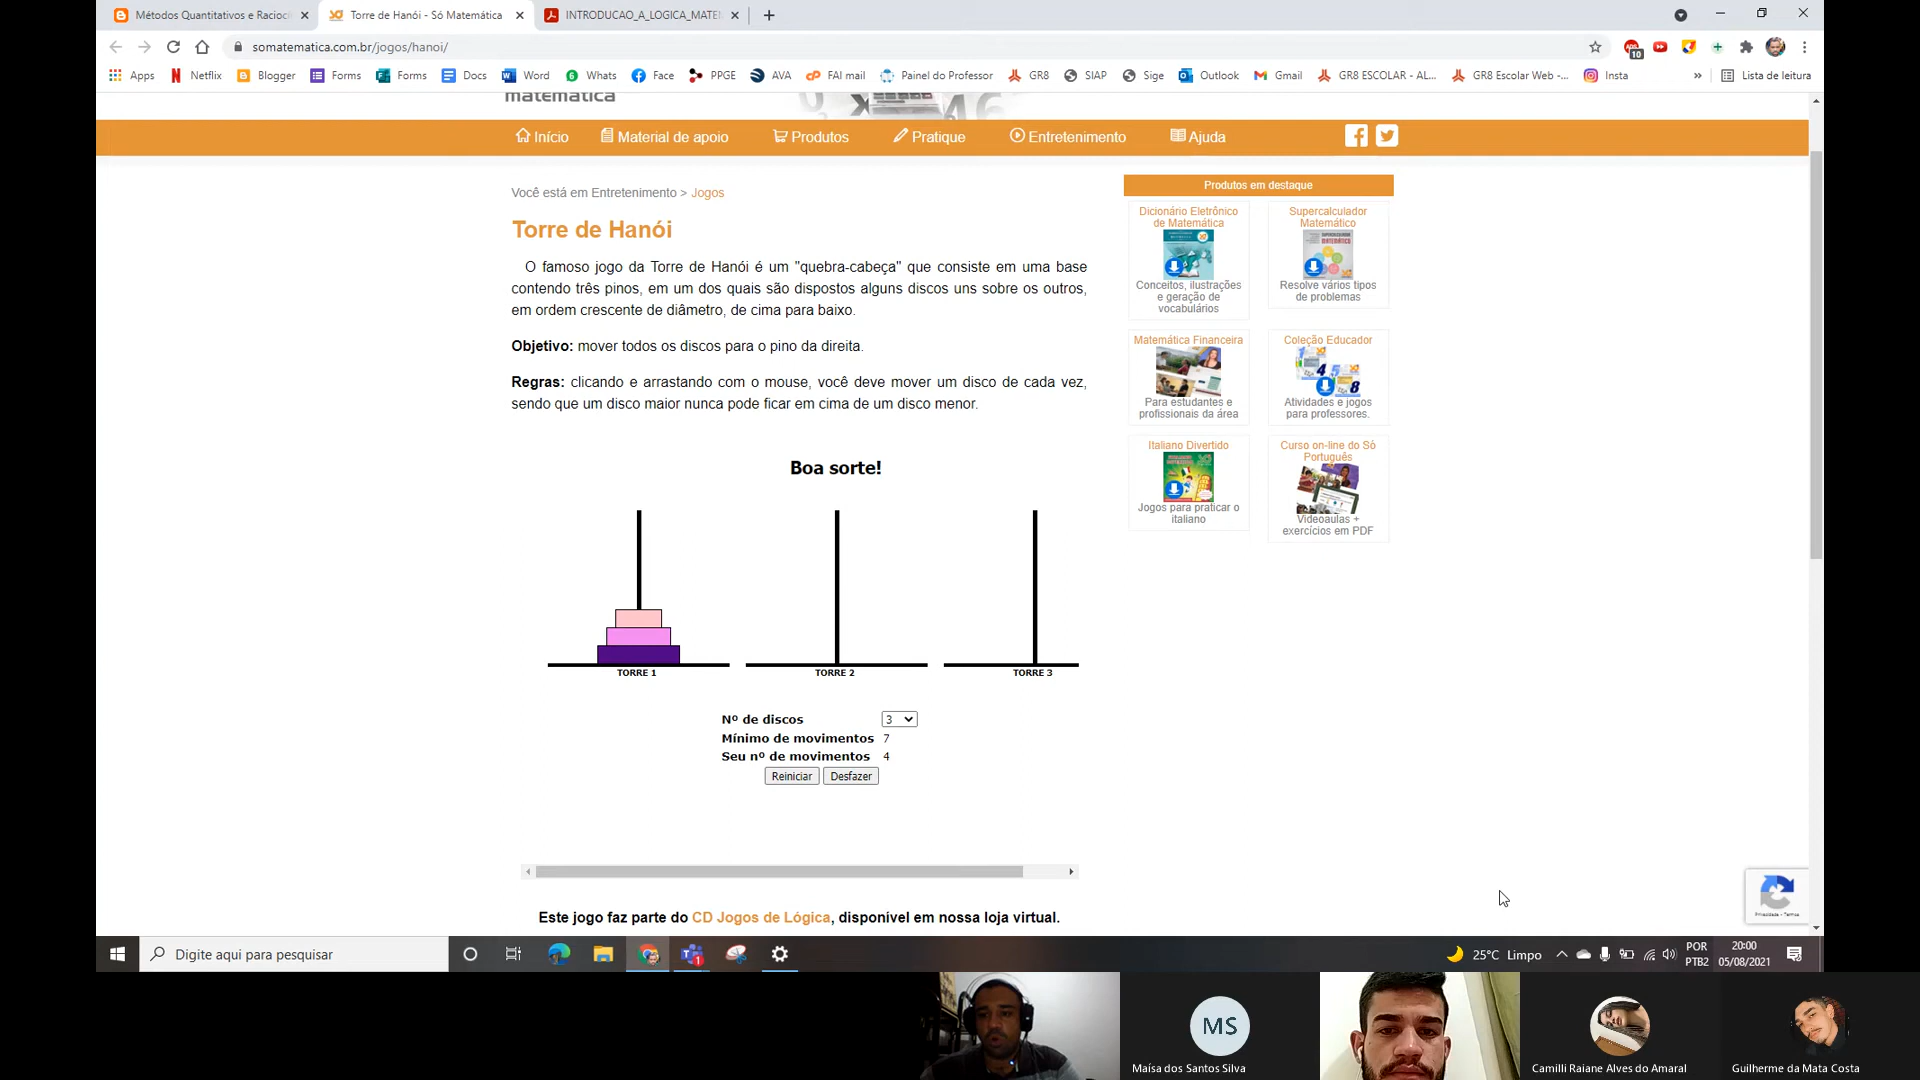 Métodos Quantitativos e Raciocí
Torre de Hanói - Só Matemática
INTRODUCAO_A_LOGICA_MATE
somatematica.com.br/jogos/hanoi/
10
Apps
Netflix
Blogger
Forms
Forms
Docs
Word
Whats
Face
PPGE
AVA
FAI mail
Painel do Professor
GR8
SIAP
Sige
Outlook
Gmail
GR8 ESCOLAR - AL...
GR8 Escolar Web -...
Insta
»
Lista de leitura
matemática
Início
Material de apoio
Produtos
Pratique
Entretenimento
Ajuda
Você está em Entretenimento > Jogos
Torre de Hanói
O famoso jogo da Torre de Hanói é um "quebra-cabeça" que consiste em uma base
contendo três pinos, em um dos quais são dispostos alguns discos uns sobre os outros,
em ordem crescente de diâmetro, de cima para baixo.
Objetivo: mover todos os discos para o pino da direita.
Regras: clicando e arrastando com o mouse, você deve mover um disco de cada vez,
sendo que um disco maior nunca pode ficar em cima de um disco menor.
Boa sorte!
TORRE 1
TORRE 2
TORRE 3
Nº de discos 3
Mínimo de movimentos 7
Seu nº de movimentos 4
Reiniciar Desfazer
Este jogo faz parte do CD Jogos de Lógica, disponível em nossa loja virtual.
Produtos em destaque
Dicionário Eletrônico
de Matemática
Conceitos, ilustrações
e geração de
vocabulários
Supercalculador
Matemático
Resolve vários tipos
de problemas
Matemática Financeira
Para estudantes e
profissionais da área
Coleção Educador
Atividades e jogos
para professores.
Italiano Divertido
Jogos para praticar o
italiano
Curso on-line do Só
Português
Videoaulas +
exercícios em PDF
Privacidade - Termos
Digite aqui para pesquisar
25°C Limpo
POR
PTB2
20:00
05/08/2021
MS
Maísa dos Santos Silva
Camilli Raiane Alves do Amaral
Guilherme da Mata Costa